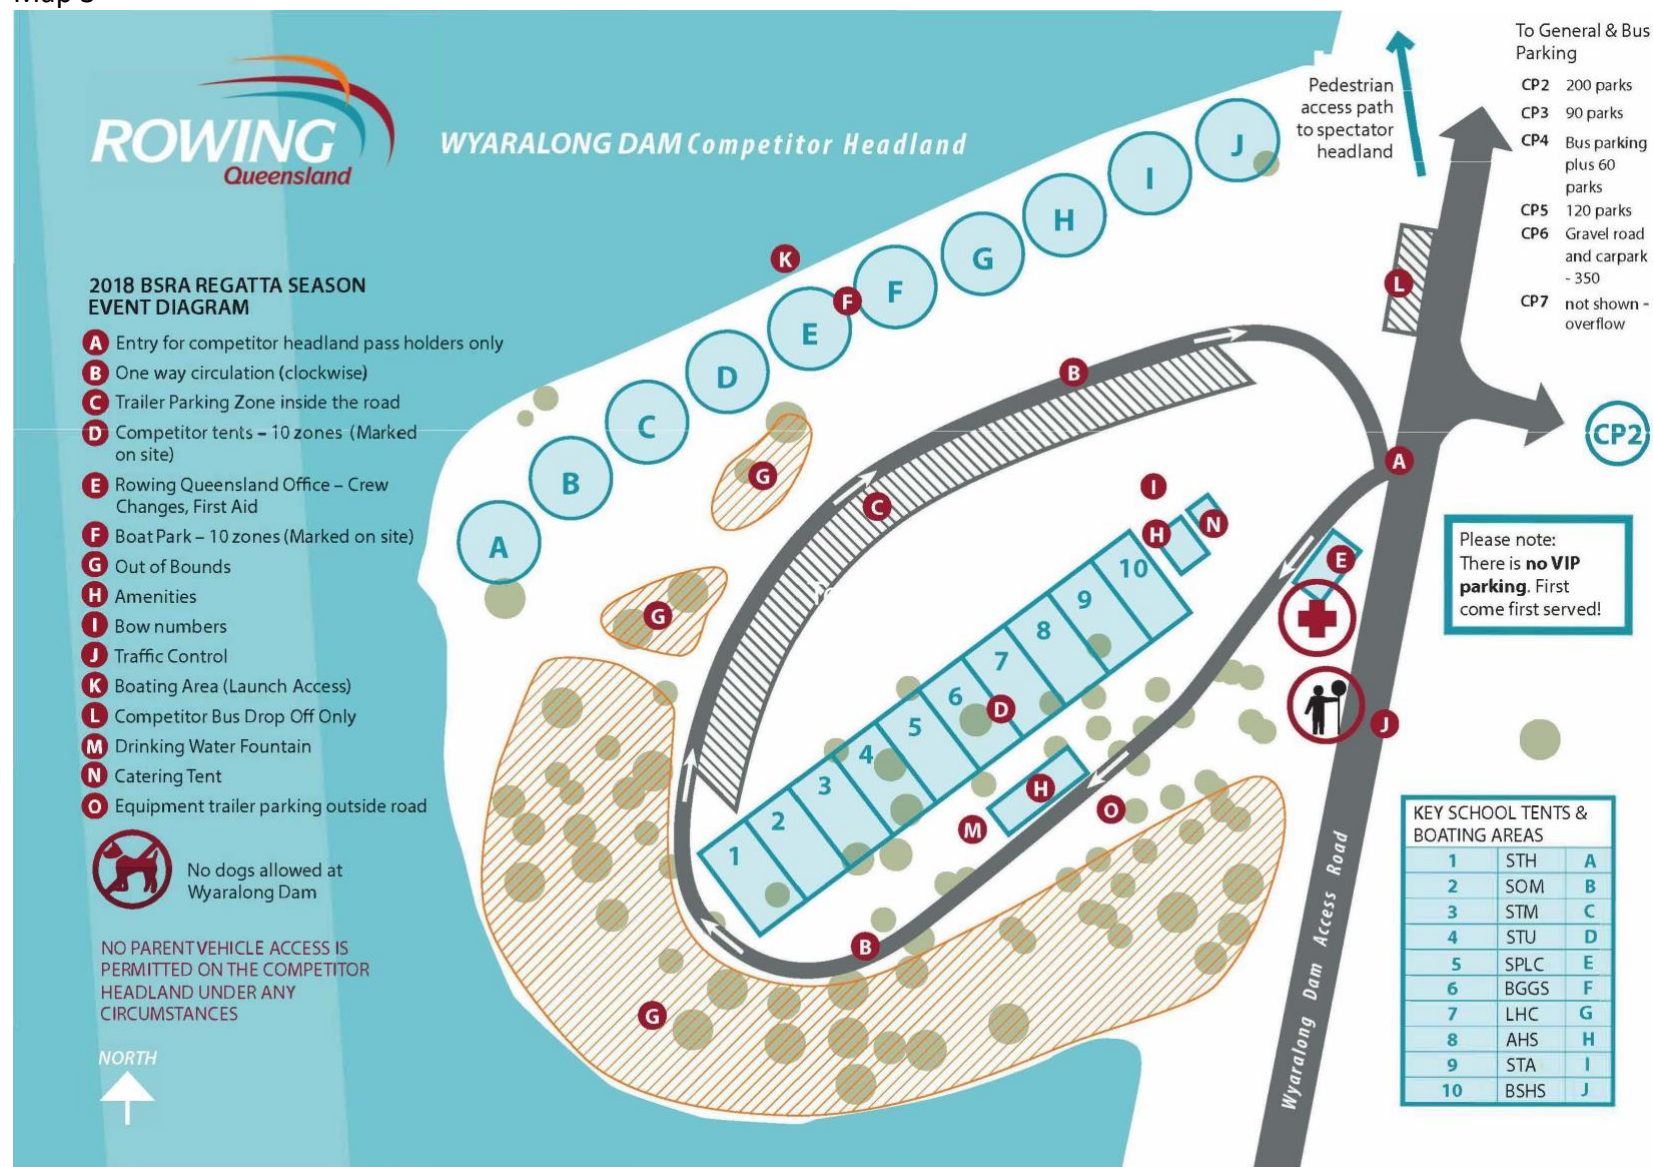 ROWING
Queensland
WYARALONG DAM Competitor Headland
2018 BSRA REGATTA SEASON
EVENT DIAGRAM
A Entry for competitor headland pass holders only
B One way circulation (clockwise)
C Trailer Parking Zone inside the road
D Competitor tents – 10 zones (Marked
on site)
E Rowing Queensland Office – Crew
Changes, First Aid
F Boat Park – 10 zones (Marked on site)
G Out of Bounds
H Amenities
I Bow numbers
J Traffic Control
K Boating Area (Launch Access)
L Competitor Bus Drop Off Only
M Drinking Water Fountain
N Catering Tent
O Equipment trailer parking outside road
No dogs allowed at
Wyaralong Dam
NO PARENT VEHICLE ACCESS IS
PERMITTED ON THE COMPETITOR
HEADLAND UNDER ANY
CIRCUMSTANCES
NORTH
A
B
C
D
E
F
G
H
I
J
K
F
G
G
G
B
C
B
I
H
N
E
A
L
D
H
M
O
J
1
2
3
4
5
6
7
8
9
10
Pedestrian
access path
to spectator
headland
To General & Bus
Parking
CP2 200 parks
CP3 90 parks
CP4 Bus parking
plus 60
parks
CP5 120 parks
CP6 Gravel road
and carpark
- 350
CP7 not shown -
overflow
CP2
Please note:
There is no VIP
parking. First
come first served!
Wyaralong Dam Access Road
KEY SCHOOL TENTS &
BOATING AREAS
1 STH A
2 SOM B
3 STM C
4 STU D
5 SPLC E
6 BGGS F
7 LHC G
8 AHS H
9 STA I
10 BSHS J